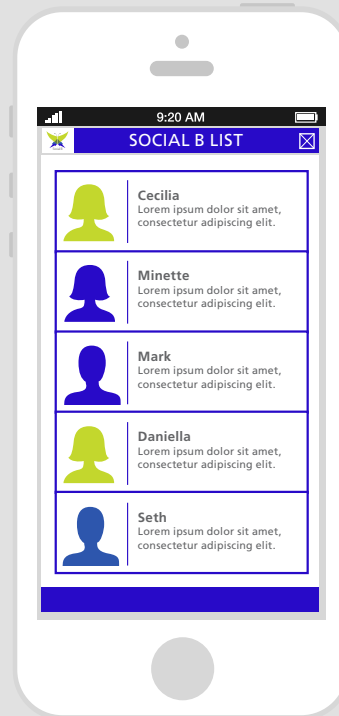 9:20 AM
SOCIAL B LIST
Cecilia
Lorem ipsum dolor sit amet,
consectetur adipiscing elit.
Minette
Lorem ipsum dolor sit amet,
consectetur adipiscing elit.
Mark
Lorem ipsum dolor sit amet,
consectetur adipiscing elit.
Daniella
Lorem ipsum dolor sit amet,
consectetur adipiscing elit.
Seth
Lorem ipsum dolor sit amet,
consectetur adipiscing elit.